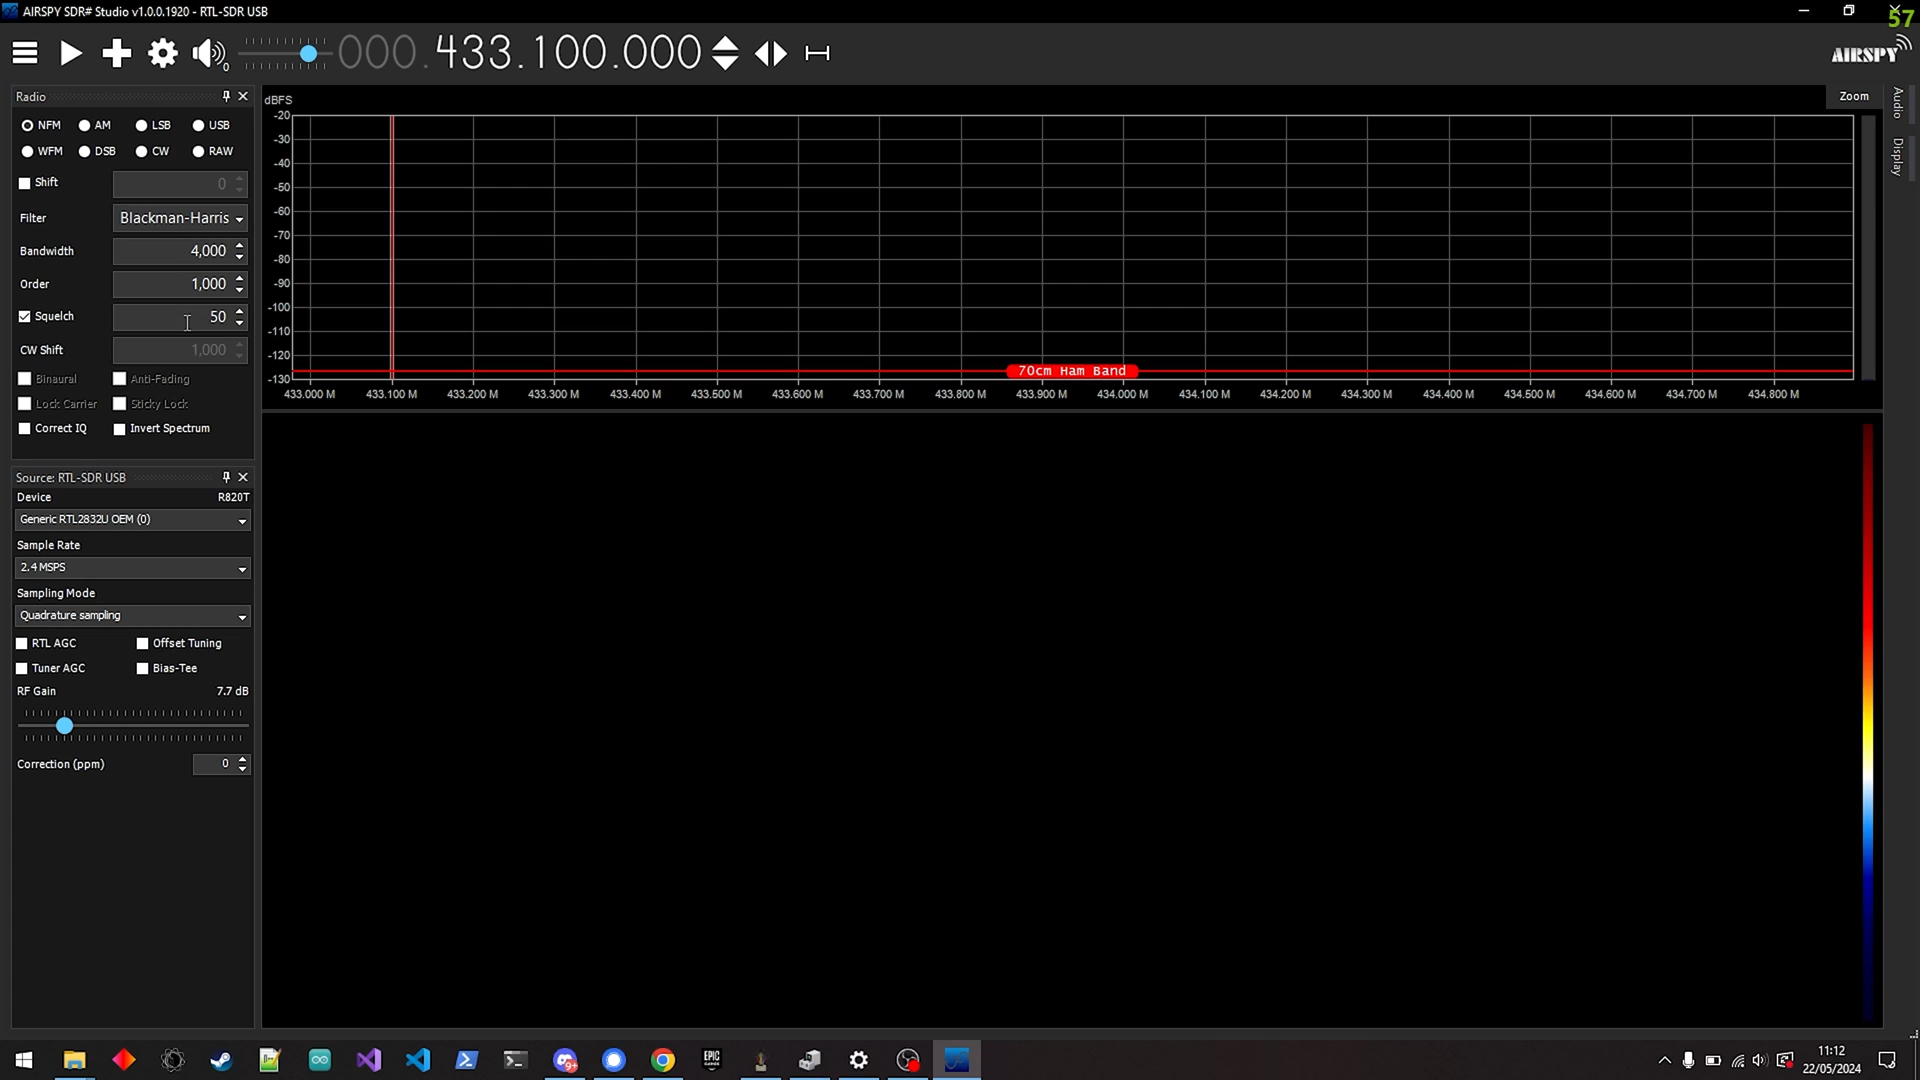 AIRSPY SDR# Studio v1.0.0.1920 - RTL-SDR USB
57
0
000.433.100.000
AIRSPY
Radio
NFM AM LSB USB
WFM DSB CW RAW
Shift 0
Filter Blackman-Harris
Bandwidth 4,000
Order 1,000
Squelch 50
CW Shift 1,000
Binaural Anti-Fading
Lock Carrier Sticky Lock
Correct IQ Invert Spectrum
Source: RTL-SDR USB
Device R820T
Generic RTL2832U OEM (0)
Sample Rate
2.4 MSPS
Sampling Mode
Quadrature sampling
RTL AGC Offset Tuning
Tuner AGC Bias-Tee
RF Gain 7.7 dB
Correction (ppm) 0
dBFS
Zoom
-20
-30
-40
-50
-60
-70
-80
-90
-100
-110
-120
-130
70cm Ham Band
433.000 M 433.100 M 433.200 M 433.300 M 433.400 M 433.500 M 433.600 M 433.700 M 433.800 M 433.900 M 434.000 M 434.100 M 434.200 M 434.300 M 434.400 M 434.500 M 434.600 M 434.700 M 434.800 M
Audio
Display
9+
EPIC
GAMES
11:12
22/05/2024